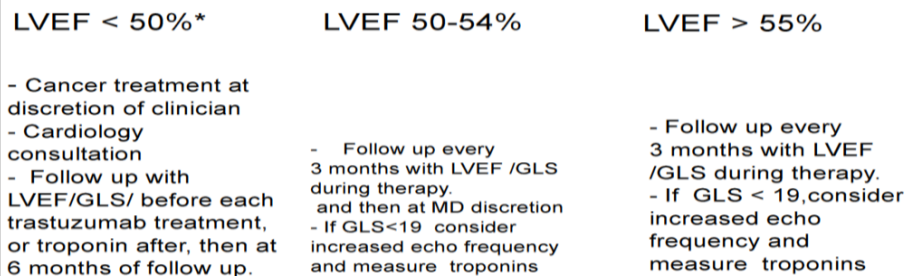 LVEF < 50%*
- Cancer treatment at
discretion of clinician
- Cardiology
consultation
- Follow up with
LVEF/GLS/ before each
trastuzumab treatment,
or troponin after, then at
6 months of follow up.
LVEF 50-54%
- Follow up every
3 months with LVEF /GLS
during therapy.
and then at MD discretion
- If GLS<19 consider
increased echo frequency
and measure troponins
LVEF > 55%
- Follow up every
3 months with LVEF
/GLS during therapy.
- If GLS < 19,consider
increased echo
frequency and
measure troponins